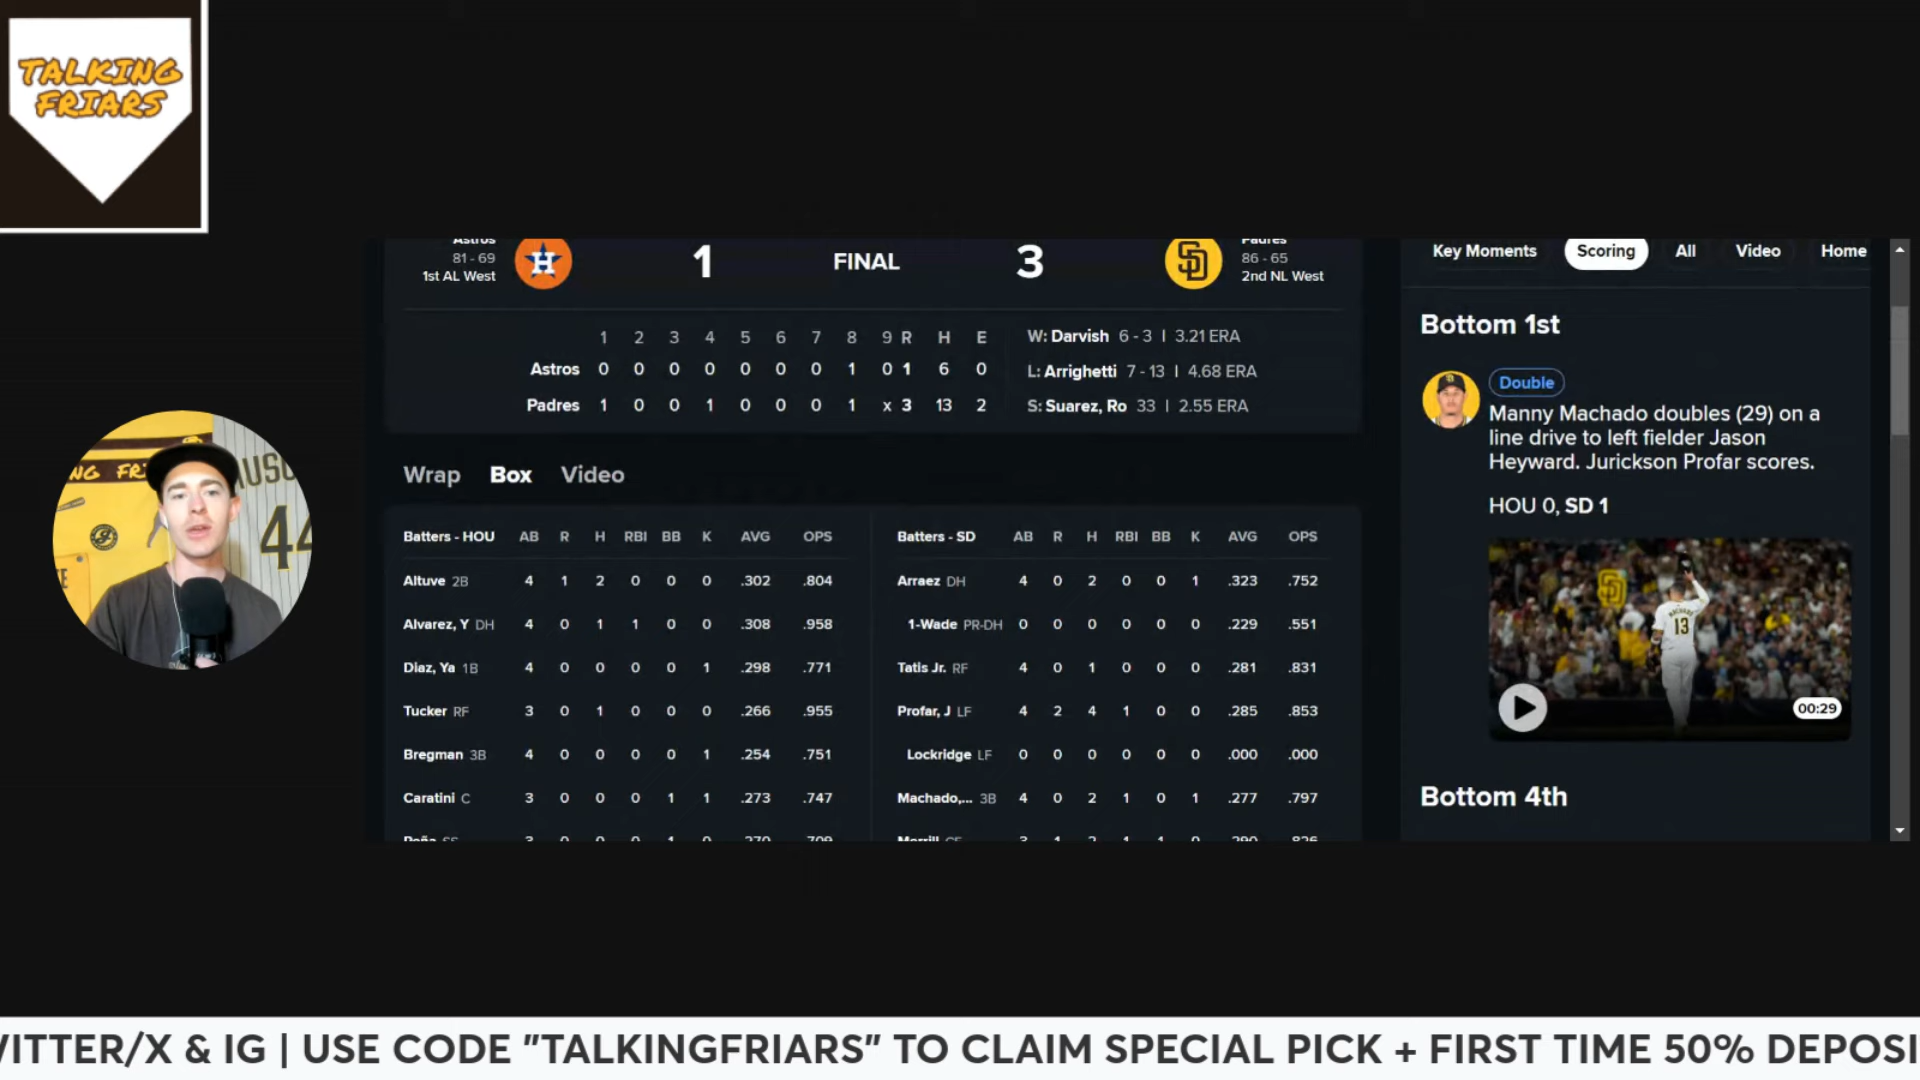 TALKING
FRIARS
Astros
81 - 69
1st AL West
H
1
FINAL
3
SD
Padres
86 - 65
2nd NL West
1 2 3 4 5 6 7 8 9 R H E
Astros 0 0 0 0 0 0 0 1 0 1 6 0
Padres 1 0 0 1 0 0 0 1 x 3 13 2
W: Darvish 6 - 3 | 3.21 ERA
L: Arrighetti 7 - 13 | 4.68 ERA
S: Suarez, Ro 33 | 2.55 ERA
Wrap Box Video
Batters - HOU AB R H RBI BB K AVG OPS
Altuve 2B 4 1 2 0 0 0 .302 .804
Alvarez, Y DH 4 0 1 1 0 0 .308 .958
Diaz, Ya 1B 4 0 0 0 0 1 .298 .771
Tucker RF 3 0 1 0 0 0 .266 .955
Bregman 3B 4 0 0 0 0 1 .254 .751
Caratini C 3 0 0 0 1 1 .273 .747
Batters - SD AB R H RBI BB K AVG OPS
Arraez DH 4 0 2 0 0 1 .323 .752
1-Wade PR-DH 0 0 0 0 0 0 .229 .551
Tatis Jr. RF 4 0 1 0 0 0 .281 .831
Profar, J LF 4 2 4 1 0 0 .285 .853
Lockridge LF 0 0 0 0 0 0 .000 .000
Machado,... 3B 4 0 2 1 0 1 .277 .797
Key Moments Scoring All Video Home
Bottom 1st
Double
Manny Machado doubles (29) on a
line drive to left fielder Jason
Heyward. Jurickson Profar scores.
HOU 0, SD 1
SD
MACHADO
13
00:29
Bottom 4th
NG FR
44
WITTER/X & IG | USE CODE "TALKINGFRIARS" TO CLAIM SPECIAL PICK + FIRST TIME 50% DEPOSI